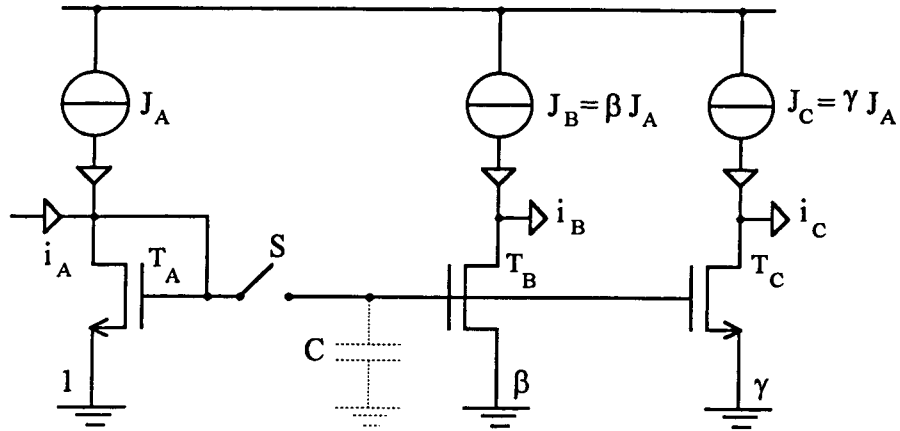 J_A
J_B = β J_A
J_C = γ J_A
i_A
i_B
i_C
T_A
S
T_B
T_C
C
1
β
γ